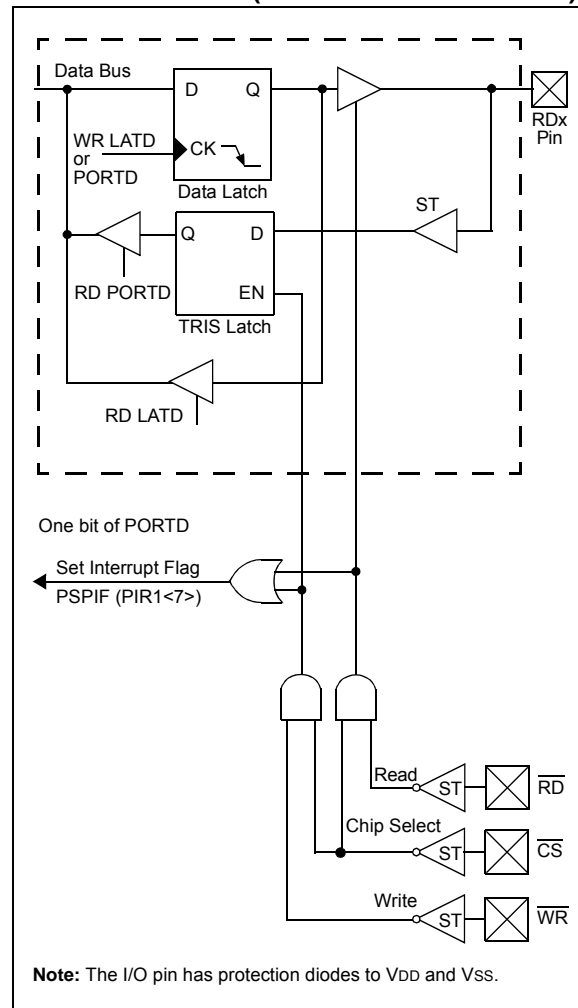 Data Bus
D Q
WR LATD
or
PORTD
CK
Data Latch
RDx
Pin
ST
Q D
RD PORTD
EN
TRIS Latch
RD LATD
One bit of PORTD
Set Interrupt Flag
PSPIF (PIR1<7>)
Read
ST
RD
Chip Select
ST
CS
Write
ST
WR
Note: The I/O pin has protection diodes to VDD and VSS.